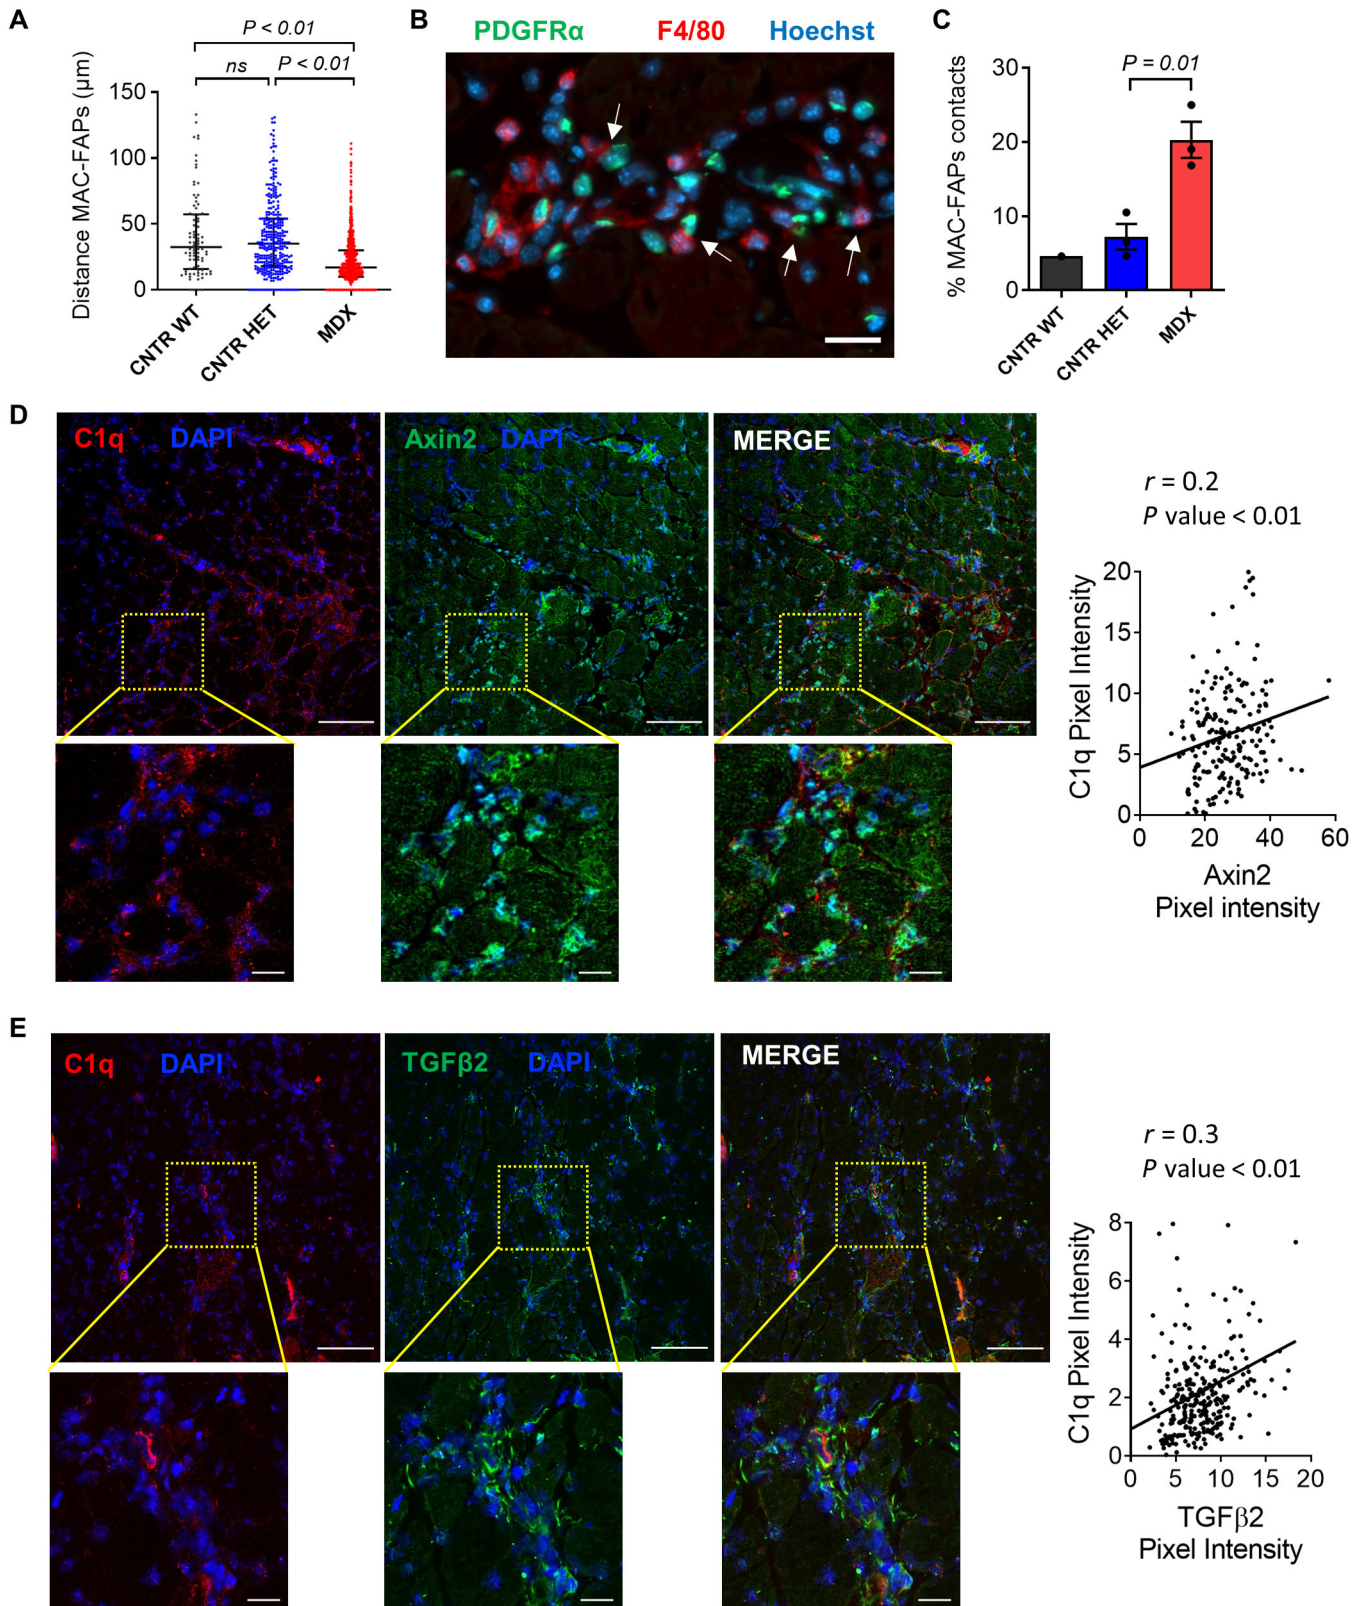 A
P < 0.01
ns
P < 0.01
Distance MAC-FAPs (µm)
150
100
50
0
CNTR WT
CNTR HET
MDX
B
PDGFRα F4/80 Hoechst
C
P = 0.01
% MAC-FAPs contacts
30
20
10
0
CNTR WT
CNTR HET
MDX
D
C1q DAPI
Axin2 DAPI
MERGE
r = 0.2
P value < 0.01
C1q Pixel Intensity
20
15
10
5
0
0 20 40 60
Axin2
Pixel intensity
E
C1q DAPI
TGFβ2 DAPI
MERGE
r = 0.3
P value < 0.01
C1q Pixel Intensity
8
6
4
2
0
0 5 10 15 20
TGFβ2
Pixel Intensity